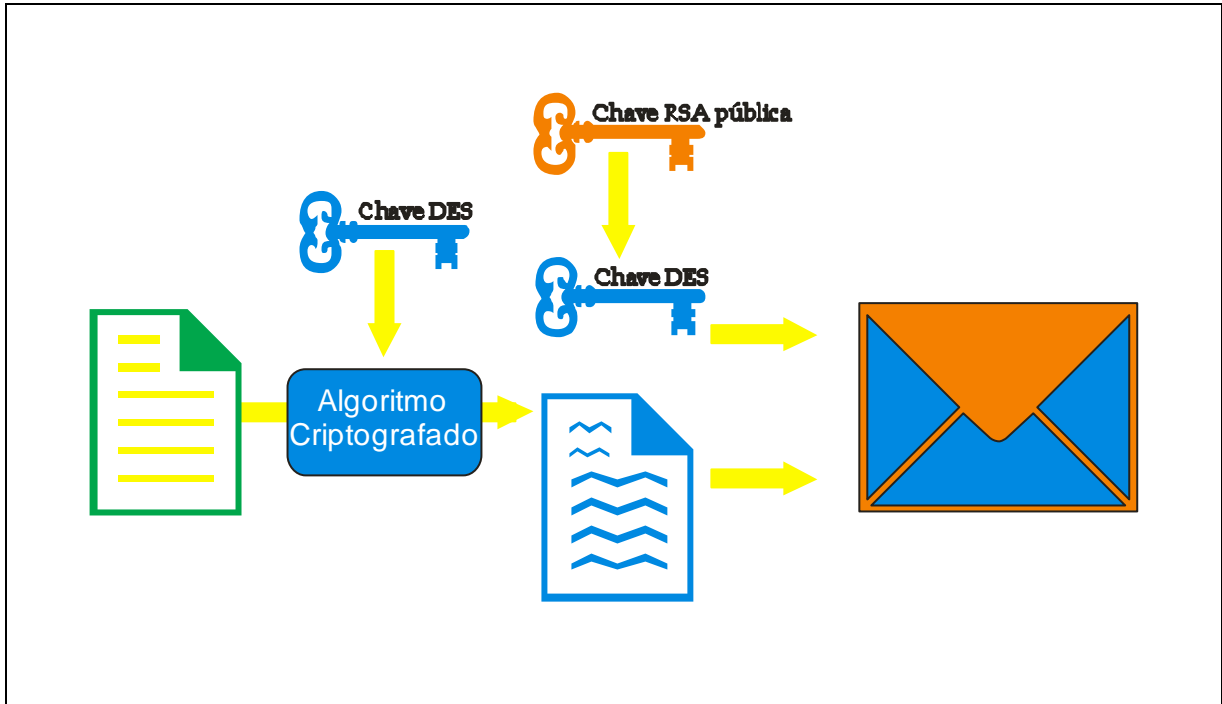 Chave RSA pública
Chave DES
Chave DES
Algoritmo
Criptografado